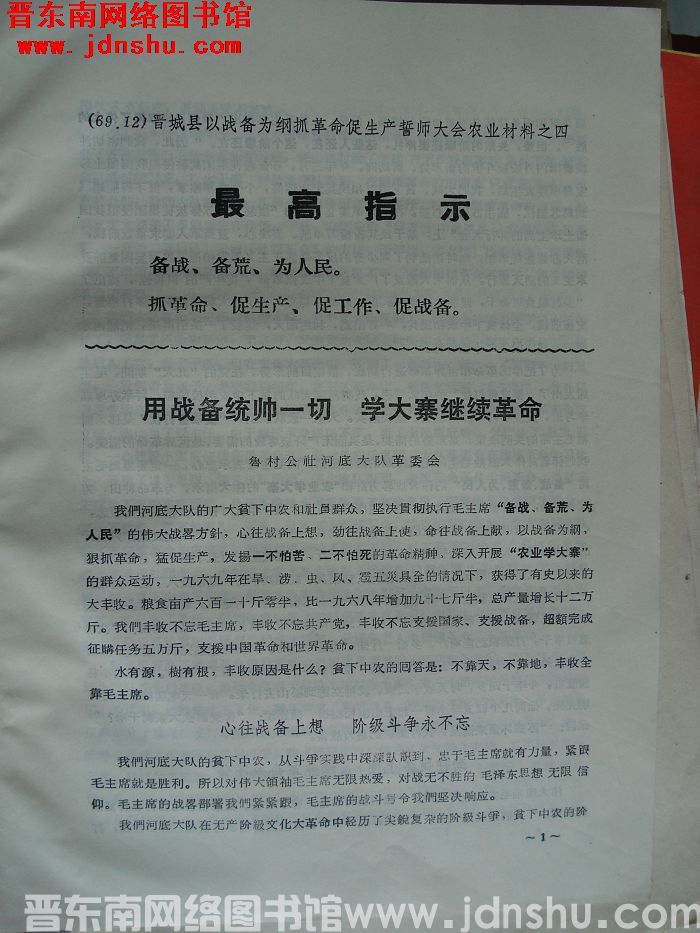 晋东南网络图书馆
www.jdnshu.com
(69.12)晋城县以战备为纲抓革命促生产誓师大会农业材料之四
最高指示
备战、备荒、为人民。
抓革命、促生产、促工作、促战备。
用战备统帅一切 学大寨继续革命
鲁村公社河底大队革委会
我們河底大队的广大貧下中农和社員群众，坚决貫彻执行毛主席“备战、备荒、为
人民”的伟大战畧方針，心往战备上想，劲往战备上使，命往战备上献，以战备为綱，
狠抓革命，猛促生产，发揚一不怕苦、二不怕死的革命精神，深入开展“农业学大寨”
的群众运动，一九六九年在旱、涝、虫、风、雹五災具全的情况下，获得了有史以来的
大丰收。粮食亩产六百一十斤零半，比一九六八年增加九十七斤半，总产量增长十二万
斤。我們丰收不忘毛主席，丰收不忘共产党，丰收不忘支援国家、支援战备，超額完成
征購任务五万斤，支援中国革命和世界革命。
水有源，樹有根，丰收原因是什么？貧下中农的回答是：不靠天，不靠地，丰收全
靠毛主席。
心往战备上想 阶级斗争永不忘
我們河底大队的貧下中农，从斗爭实践中深深訣識到、忠于毛主席就有力量，紧跟
毛主席就是胜利。所以对伟大領袖毛主席无限热爱，对战无不胜的毛泽东思想 无限 信
仰。毛主席的战畧部署我們紧紧跟，毛主席的战斗号令我們坚决响应。
我們河底大队在无产阶級文化大革命中經历了尖銳复杂的阶級斗爭，貧下中农的阶
~1~
晋东南网络图书馆 www.jdnshu.com